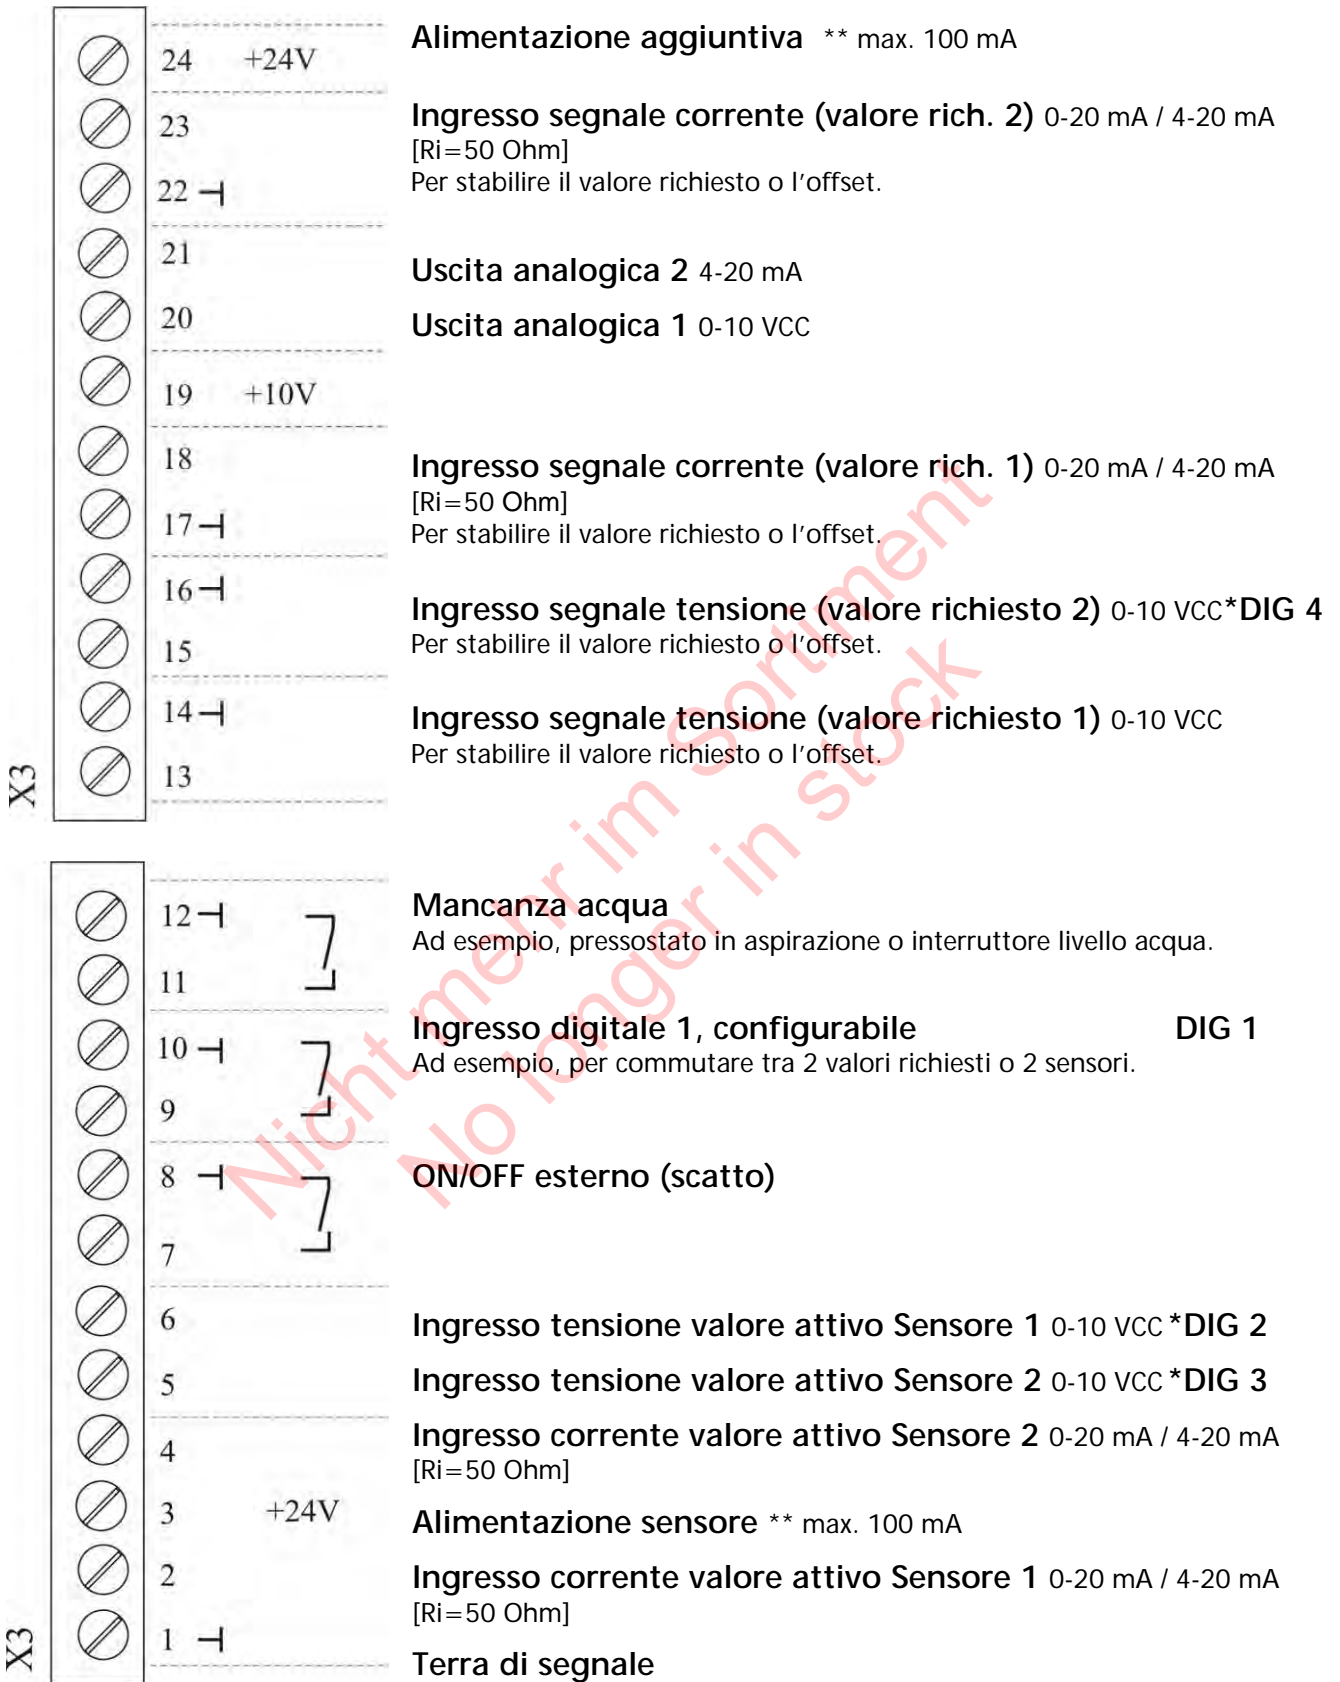 24 +24V Alimentazione aggiuntiva ** max. 100 mA
23 Ingresso segnale corrente (valore rich. 2) 0-20 mA / 4-20 mA
[Ri=50 Ohm]
22 Per stabilire il valore richiesto o l'offset.
21
Uscita analogica 2 4-20 mA
20 Uscita analogica 1 0-10 VCC
19 +10V
18 Ingresso segnale corrente (valore rich. 1) 0-20 mA / 4-20 mA
[Ri=50 Ohm]
17 Per stabilire il valore richiesto o l'offset.
16
Ingresso segnale tensione (valore richiesto 2) 0-10 VCC*DIG 4
15 Per stabilire il valore richiesto o l'offset.
14 Ingresso segnale tensione (valore richiesto 1) 0-10 VCC
Per stabilire il valore richiesto o l'offset.
13
X3
12 Mancanza acqua
Ad esempio, pressostato in aspirazione o interruttore livello acqua.
11
10 Ingresso digitale 1, configurabile DIG 1
Ad esempio, per commutare tra 2 valori richiesti o 2 sensori.
9
8 ON/OFF esterno (scatto)
7
6 Ingresso tensione valore attivo Sensore 1 0-10 VCC *DIG 2
5 Ingresso tensione valore attivo Sensore 2 0-10 VCC *DIG 3
4 Ingresso corrente valore attivo Sensore 2 0-20 mA / 4-20 mA
[Ri=50 Ohm]
3 +24V Alimentazione sensore ** max. 100 mA
2 Ingresso corrente valore attivo Sensore 1 0-20 mA / 4-20 mA
[Ri=50 Ohm]
1
Terra di segnale
X3
Nicht mehr im Sortiment
No longer in stock